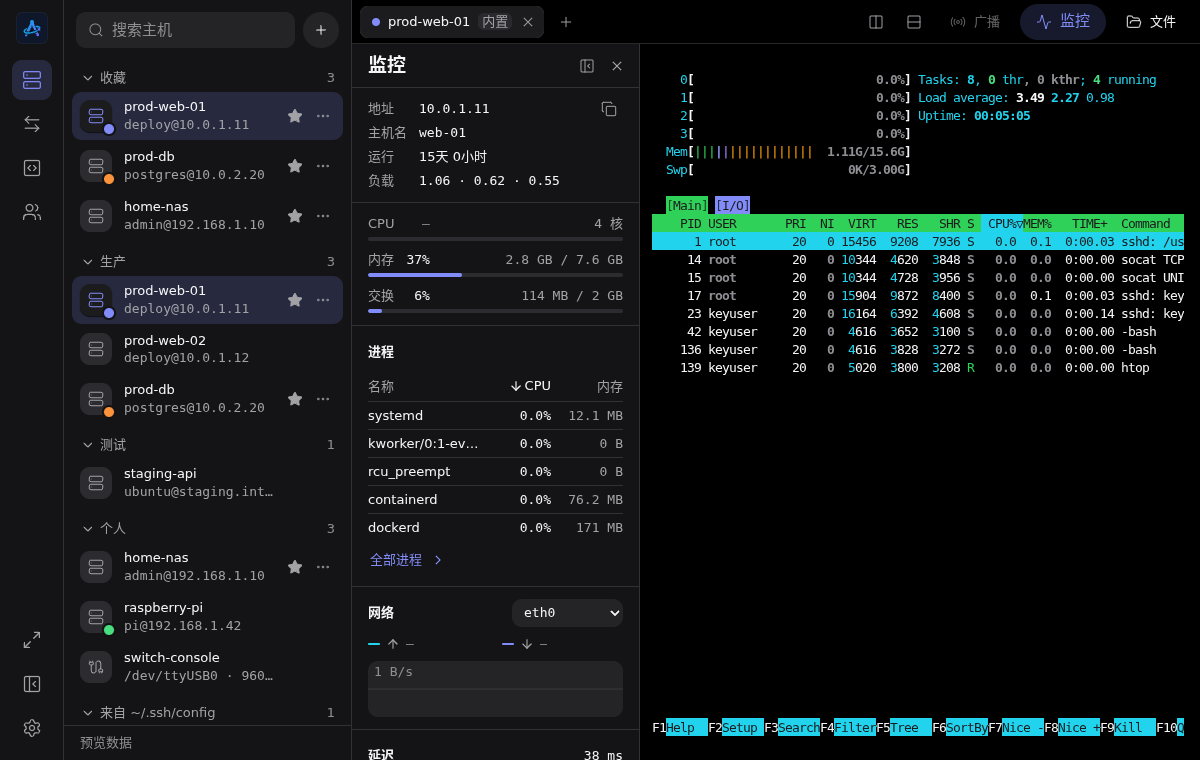 搜索主机
收藏 3
prod-web-01
deploy@10.0.1.11
prod-db
postgres@10.0.2.20
home-nas
admin@192.168.1.10
生产 3
prod-web-01
deploy@10.0.1.11
prod-web-02
deploy@10.0.1.12
prod-db
postgres@10.0.2.20
测试 1
staging-api
ubuntu@staging.int…
个人 3
home-nas
admin@192.168.1.10
raspberry-pi
pi@192.168.1.42
switch-console
/dev/ttyUSB0 · 960…
来自 ~/.ssh/config 1
预览数据
prod-web-01 内置
广播 监控 文件
监控
地址 10.0.1.11
主机名 web-01
运行 15天 0小时
负载 1.06 · 0.62 · 0.55
CPU — 4 核
内存 37% 2.8 GB / 7.6 GB
交换 6% 114 MB / 2 GB
进程
名称 CPU 内存
systemd 0.0% 12.1 MB
kworker/0:1-ev… 0.0% 0 B
rcu_preempt 0.0% 0 B
containerd 0.0% 76.2 MB
dockerd 0.0% 171 MB
全部进程
网络 eth0
— —
1 B/s
延迟 38 ms
0[ 0.0%] Tasks: 8, 0 thr, 0 kthr; 4 running
1[ 0.0%] Load average: 3.49 2.27 0.98
2[ 0.0%] Uptime: 00:05:05
3[ 0.0%]
Mem[||||||||||||||||| 1.11G/15.6G]
Swp[ 0K/3.00G]
[Main] [I/O]
PID USER PRI NI VIRT RES SHR S CPU%▽MEM% TIME+ Command
1 root 20 0 15456 9208 7936 S 0.0 0.1 0:00.03 sshd: /us
14 root 20 0 10344 4620 3848 S 0.0 0.0 0:00.00 socat TCP
15 root 20 0 10344 4728 3956 S 0.0 0.0 0:00.00 socat UNI
17 root 20 0 15904 9872 8400 S 0.0 0.1 0:00.03 sshd: key
23 keyuser 20 0 16164 6392 4608 S 0.0 0.0 0:00.14 sshd: key
42 keyuser 20 0 4616 3652 3100 S 0.0 0.0 0:00.00 -bash
136 keyuser 20 0 4616 3828 3272 S 0.0 0.0 0:00.00 -bash
139 keyuser 20 0 5020 3800 3208 R 0.0 0.0 0:00.00 htop
F1Help F2Setup F3SearchF4FilterF5Tree F6SortByF7Nice -F8Nice +F9Kill F10Q